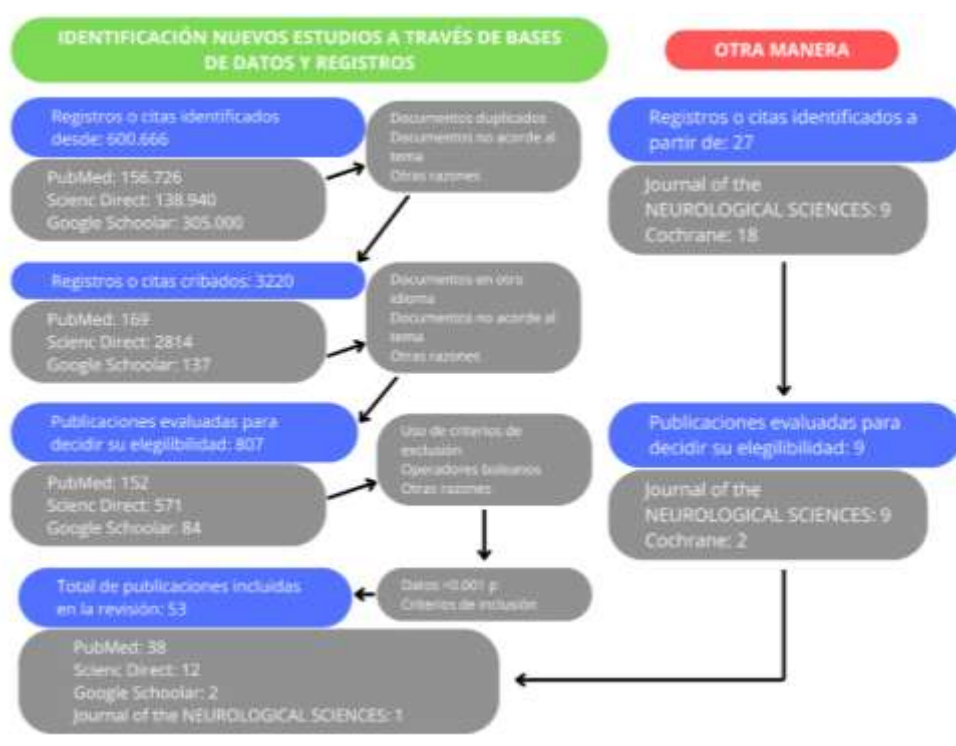 IDENTIFICACIÓN NUEVOS ESTUDIOS A TRAVÉS DE BASES
DE DATOS Y REGISTROS
Registros o citas identificados
desde: 600.666
PubMed: 156.726
Scienc Direct: 138.940
Google Schoolar: 305.000
Documentos duplicados
Documentos no acorde al
tema
Otras razones
Registros o citas cribados: 3220
PubMed: 169
Scienc Direct: 2814
Google Schoolar: 137
Documentos en otro
idioma
Documentos no acorde al
tema
Otras razones
Publicaciones evaluadas para
decidir su elegilibilidad: 807
PubMed: 152
Scienc Direct: 571
Google Schoolar: 84
Uso de criterios de
exclusión
Operadores boleanos
Otras razones
Datos <0.001 p
Criterios de inclusión
Total de publicaciones incluidas
en la revisión: 53
PubMed: 38
Scienc Direct: 12
Google Schoolar: 2
Journal of the NEUROLOGICAL SCIENCES: 1
OTRA MANERA
Registros o citas identificados a
partir de: 27
Journal of the
NEUROLOGICAL SCIENCES: 9
Cochrane: 18
Publicaciones evaluadas para
decidir su elegilibilidad: 9
Journal of the
NEUROLOGICAL SCIENCES: 9
Cochrane: 2